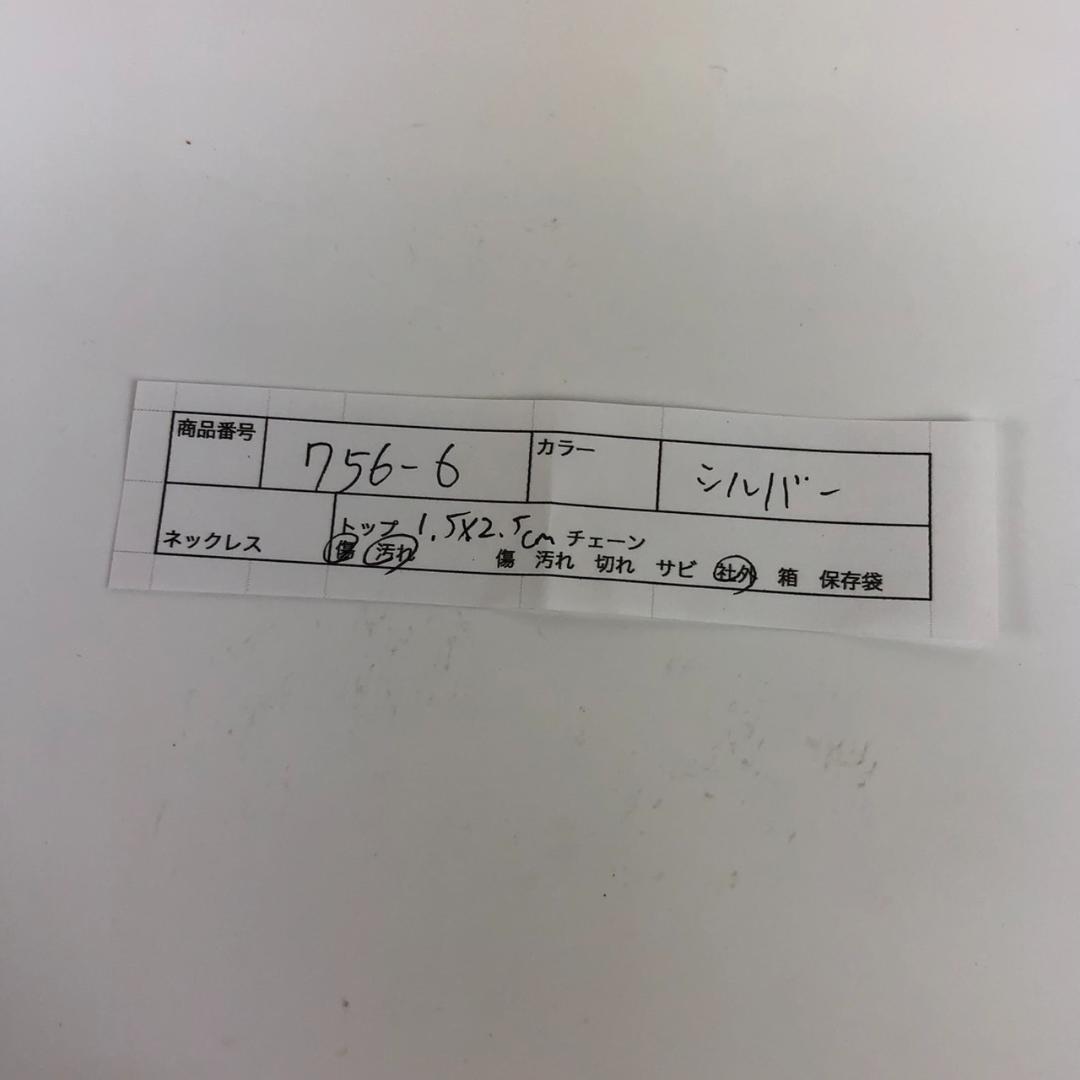 商品番号 756-6 カラー シルバー
ネックレス トップ 1.5×2.5cm チェーン
傷 汚れ 傷 汚れ 切れ サビ 社外 箱 保存袋